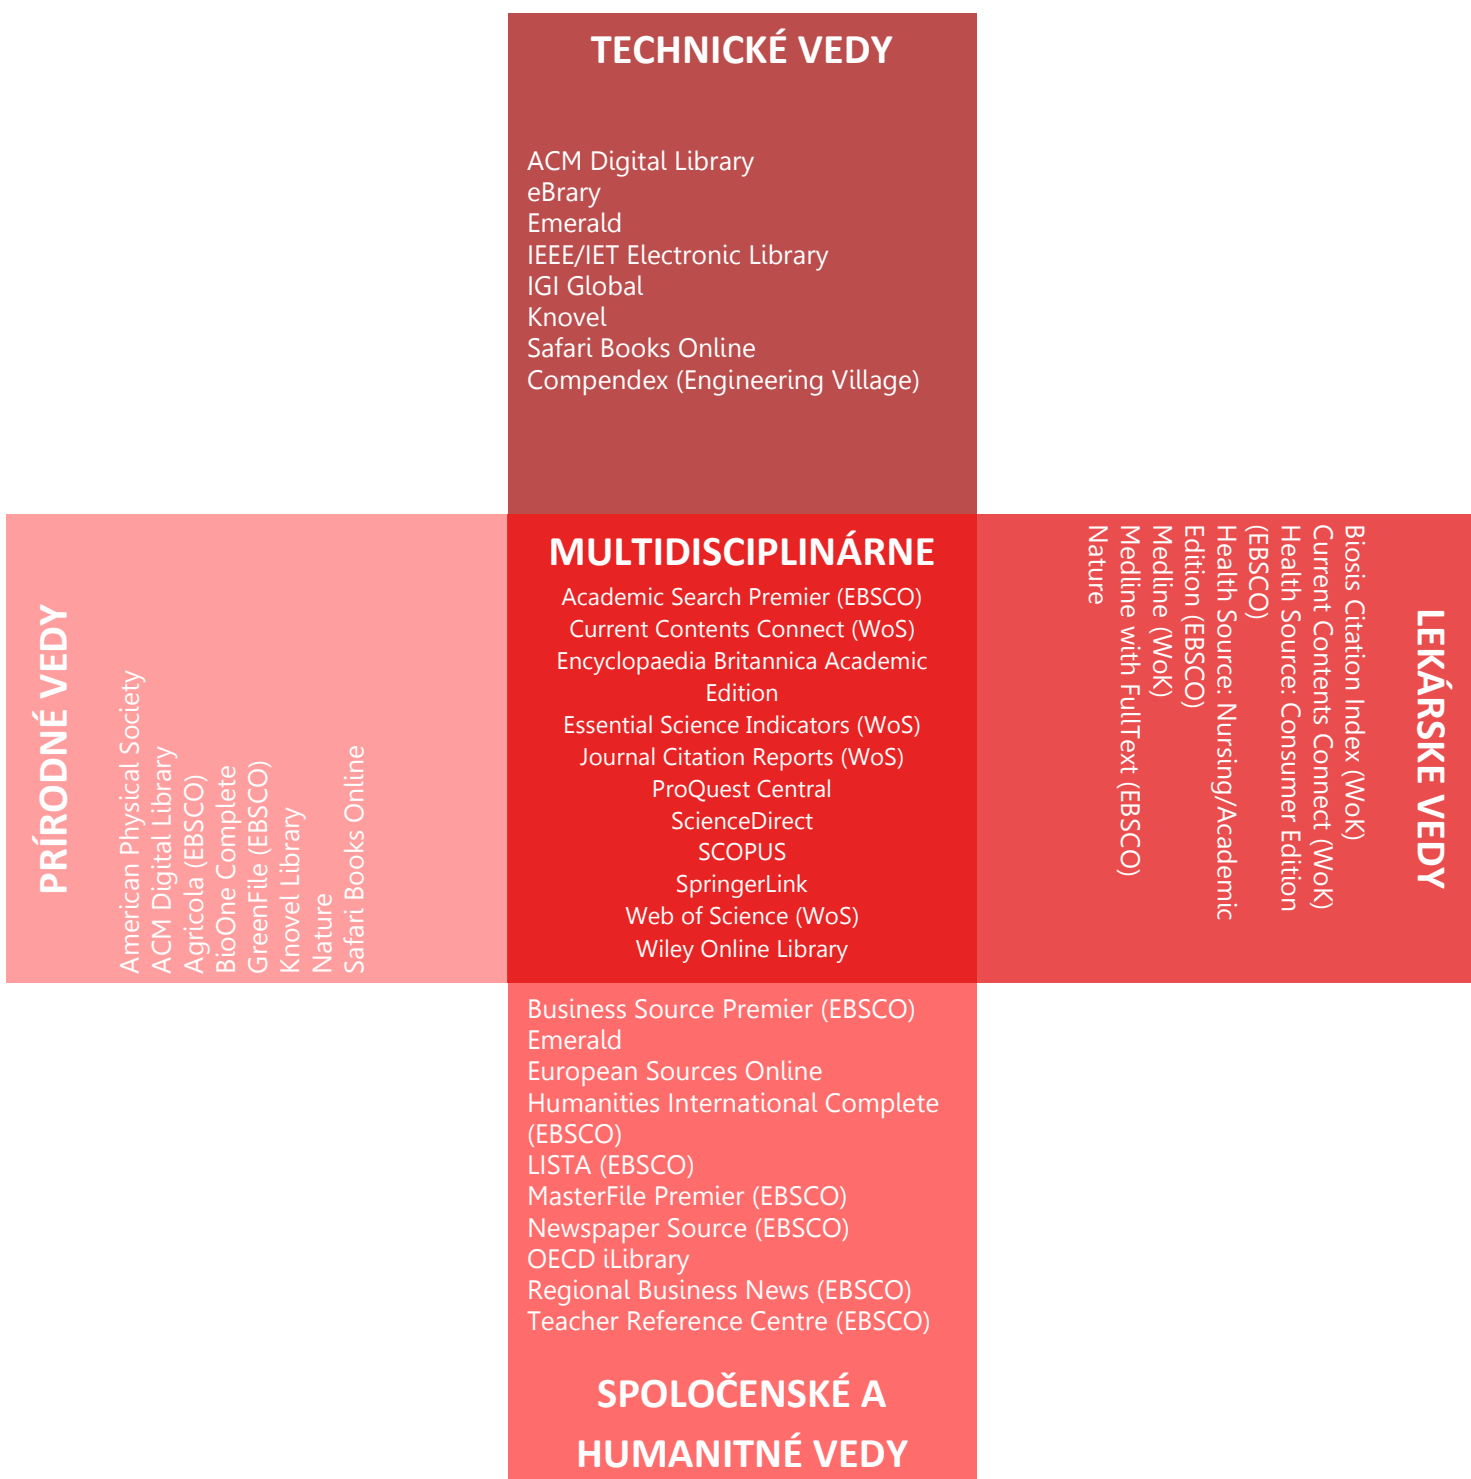 TECHNICKÉ VEDY
ACM Digital Library
eBrary
Emerald
IEEE/IET Electronic Library
IGI Global
Knovel
Safari Books Online
Compendex (Engineering Village)
PRÍRODNÉ VEDY
American Physical Society
ACM Digital Library
Agricola (EBSCO)
BioOne Complete
GreenFile (EBSCO)
Knovel Library
Nature
Safari Books Online
MULTIDISCIPLINÁRNE
Academic Search Premier (EBSCO)
Current Contents Connect (WoS)
Encyclopaedia Britannica Academic
Edition
Essential Science Indicators (WoS)
Journal Citation Reports (WoS)
ProQuest Central
ScienceDirect
SCOPUS
SpringerLink
Web of Science (WoS)
Wiley Online Library
LEKÁRSKE VEDY
Biosis Citation Index (WoK)
Current Contents Connect (WoK)
Health Source: Consumer Edition
(EBSCO)
Health Source: Nursing/Academic
Edition (EBSCO)
Medline (WoK)
Medline with FullText (EBSCO)
Nature
Business Source Premier (EBSCO)
Emerald
European Sources Online
Humanities International Complete
(EBSCO)
LISTA (EBSCO)
MasterFile Premier (EBSCO)
Newspaper Source (EBSCO)
OECD iLibrary
Regional Business News (EBSCO)
Teacher Reference Centre (EBSCO)
SPOLOČENSKÉ A
HUMANITNÉ VEDY